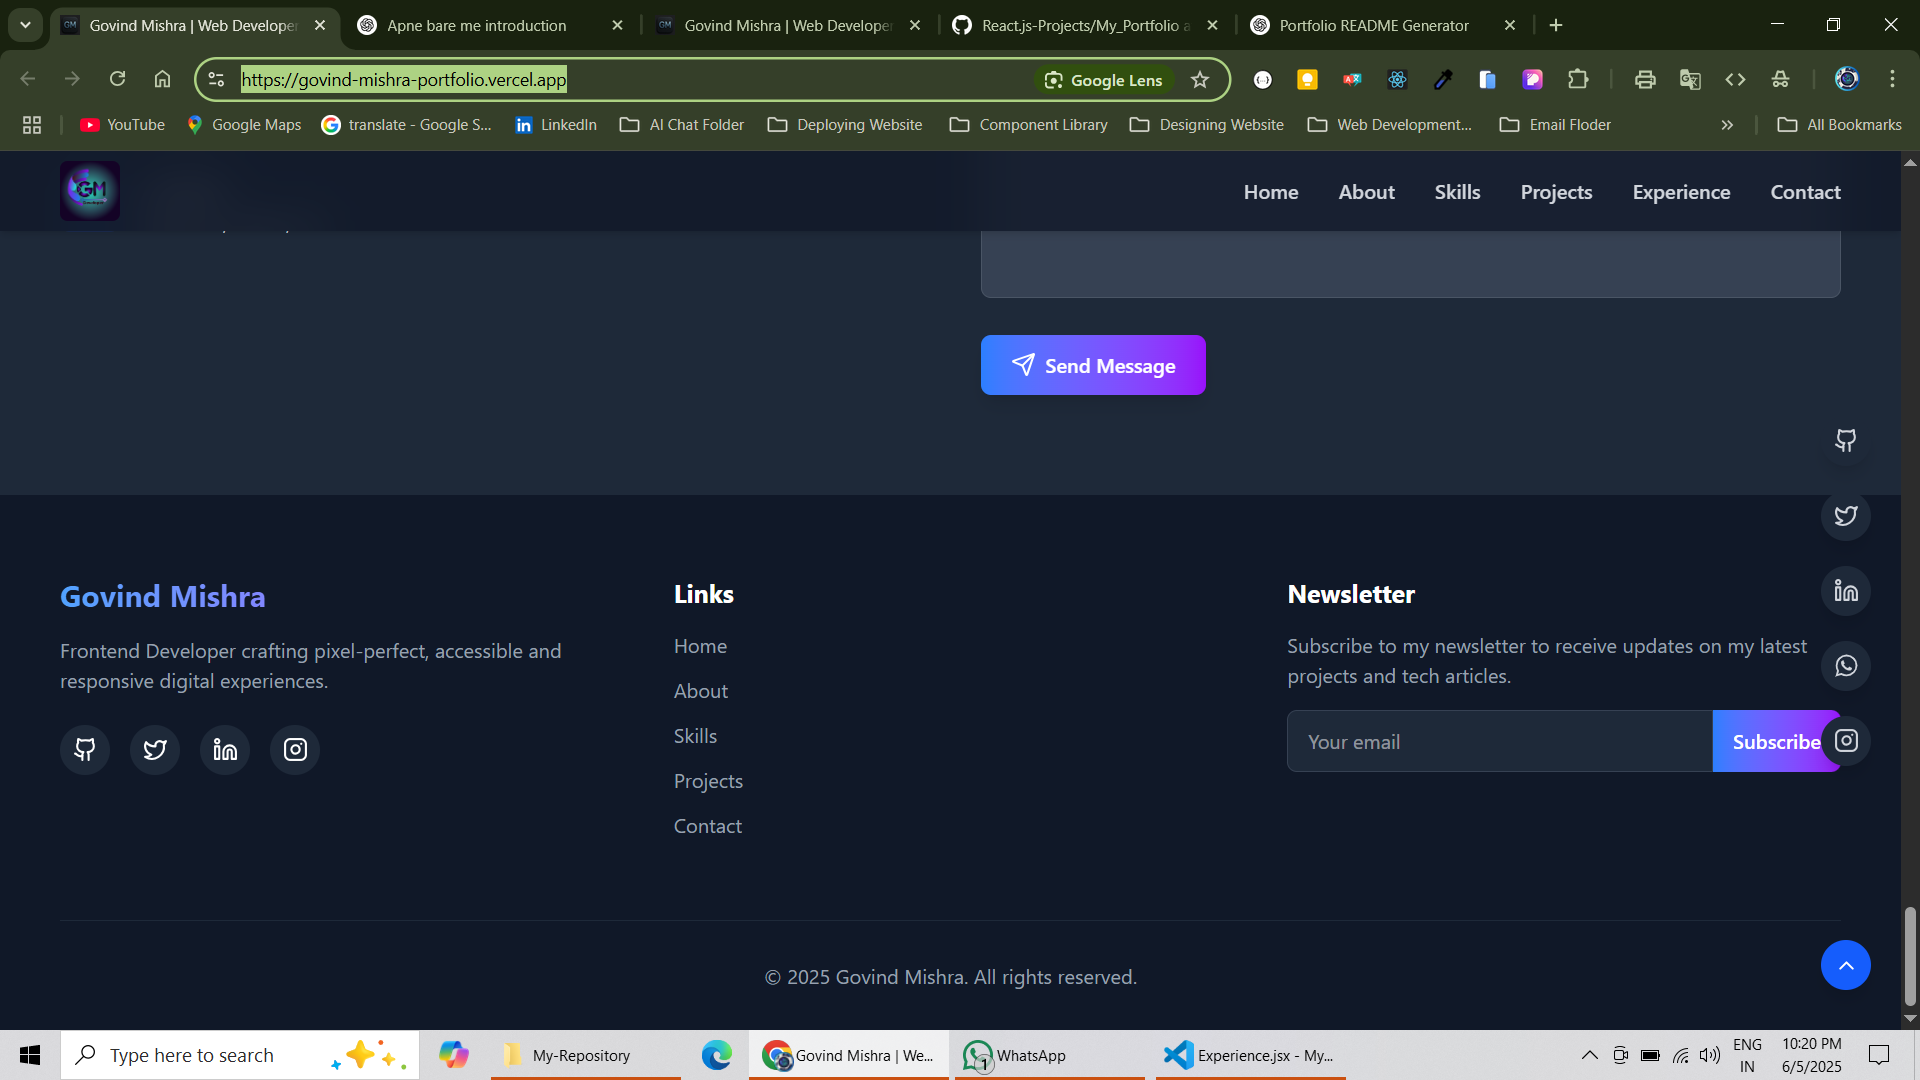 Govind Mishra | Web Developer
Apne bare me introduction
Govind Mishra | Web Developer
React.js-Projects/My_Portfolio a
Portfolio README Generator
https://govind-mishra-portfolio.vercel.app
Google Lens
YouTube
Google Maps
translate - Google S...
LinkedIn
AI Chat Folder
Deploying Website
Component Library
Designing Website
Web Development...
Email Floder
All Bookmarks
GM
Home
About
Skills
Projects
Experience
Contact
Send Message
Govind Mishra
Frontend Developer crafting pixel-perfect, accessible and
responsive digital experiences.
Links
Home
About
Skills
Projects
Contact
Newsletter
Subscribe to my newsletter to receive updates on my latest
projects and tech articles.
Your email
Subscribe
© 2025 Govind Mishra. All rights reserved.
Type here to search
My-Repository
Govind Mishra | We...
1
WhatsApp
Experience.jsx - My...
ENG
IN
10:20 PM
6/5/2025